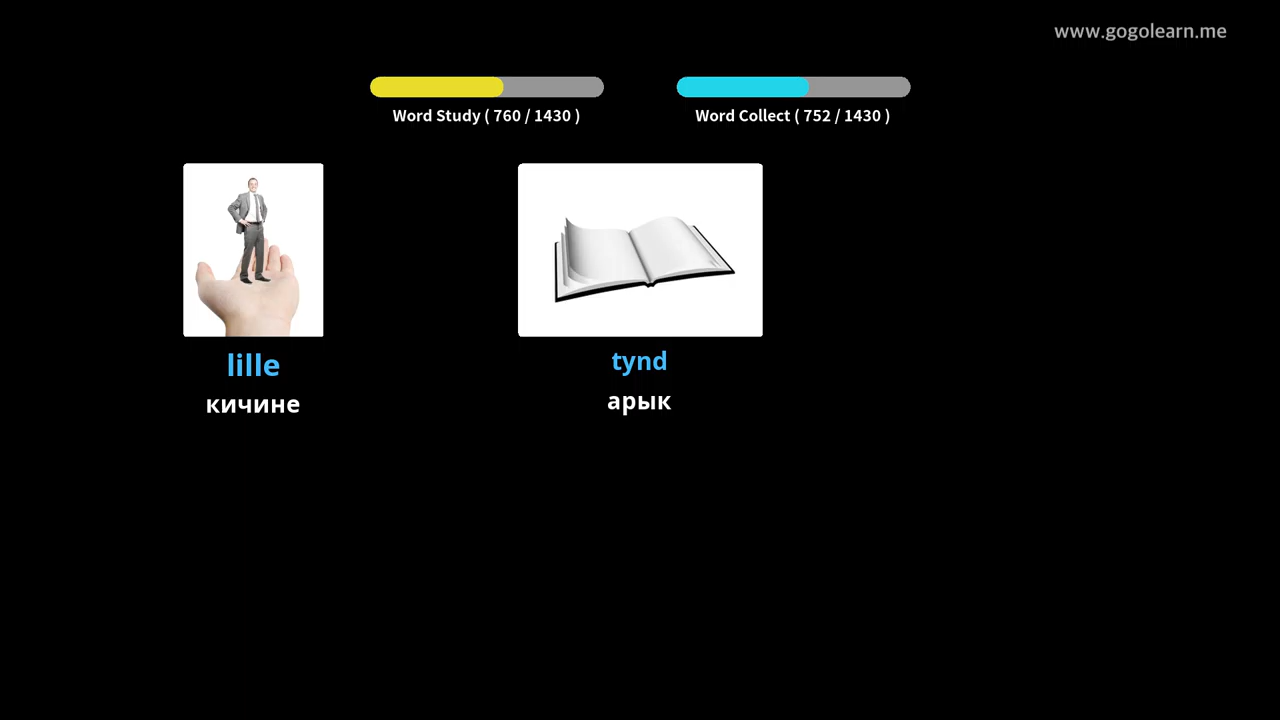 www.gogolearn.me
Word Study ( 760 / 1430 )
Word Collect ( 752 / 1430 )
lille
кичине
tynd
арык